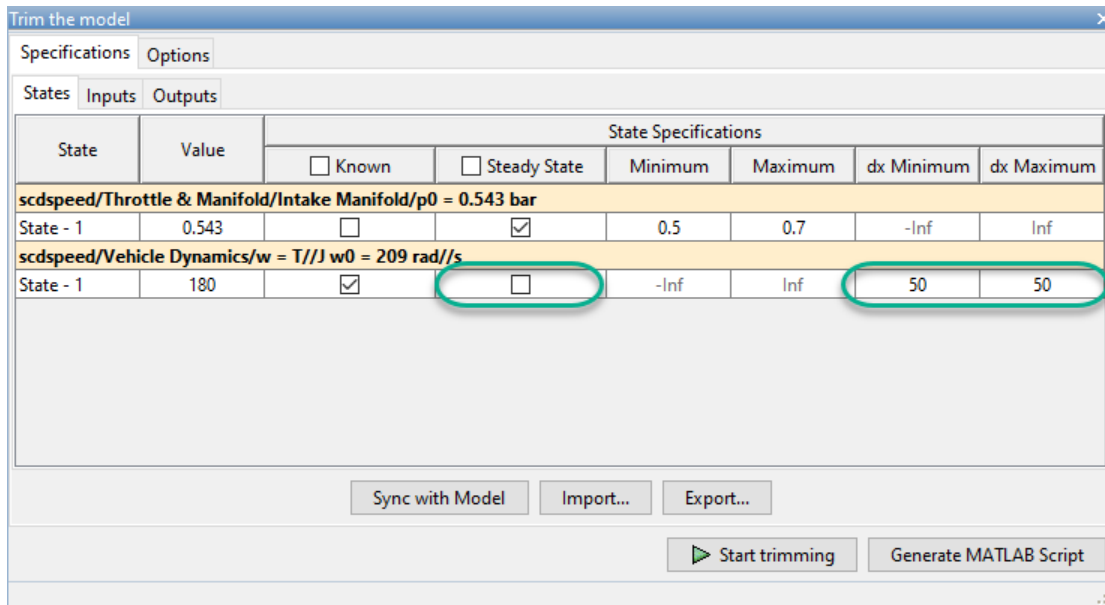 Trim the model
Specifications Options
States Inputs Outputs
State Value State Specifications
Known Steady State Minimum Maximum dx Minimum dx Maximum
scdspeed/Throttle & Manifold/Intake Manifold/p0 = 0.543 bar
State - 1 0.543 0.5 0.7 -Inf Inf
scdspeed/Vehicle Dynamics/w = T//J w0 = 209 rad//s
State - 1 180 -Inf Inf 50 50
Sync with Model Import... Export...
Start trimming Generate MATLAB Script